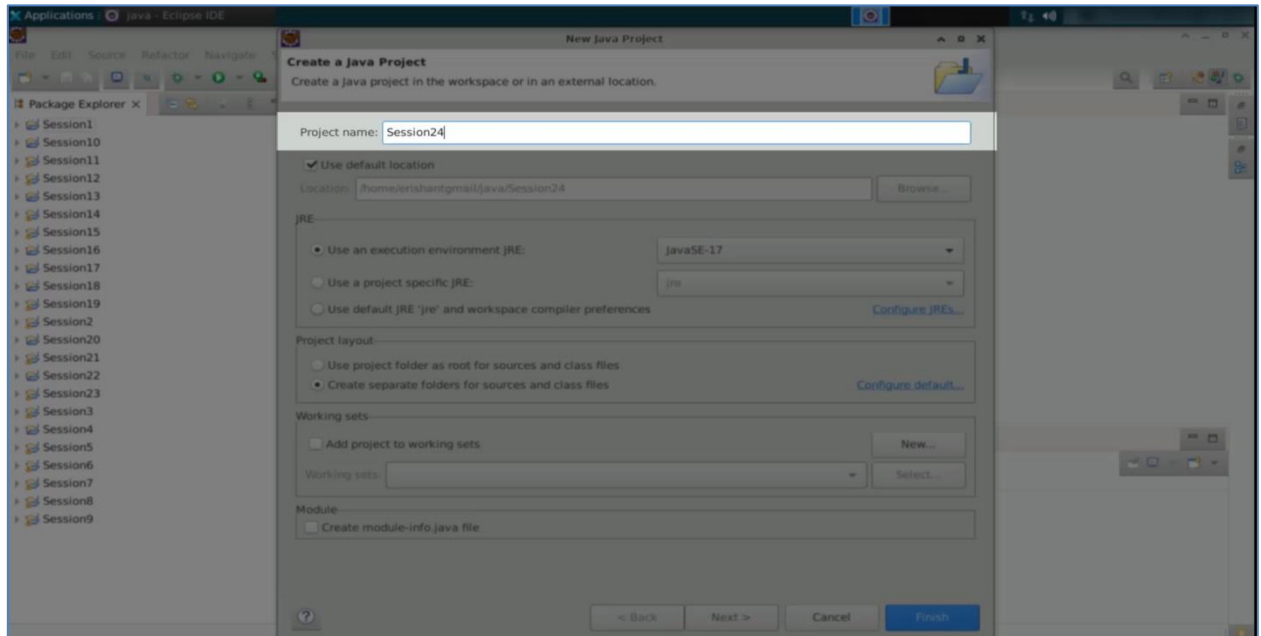 Applications : java - Eclipse IDE
File Edit Source Refactor Navigate S
Package Explorer
Session1
Session10
Session11
Session12
Session13
Session14
Session15
Session16
Session17
Session18
Session19
Session2
Session20
Session21
Session22
Session23
Session3
Session4
Session5
Session6
Session7
Session8
Session9
New Java Project
Create a Java Project
Create a Java project in the workspace or in an external location.
Project name: Session24
Use default location
Location: /home/erishantgmail/java/Session24 Browse...
JRE
Use an execution environment JRE: JavaSE-17
Use a project specific JRE: jre
Use default JRE 'jre' and workspace compiler preferences Configure JREs...
Project layout
Use project folder as root for sources and class files
Create separate folders for sources and class files Configure default...
Working sets
Add project to working sets New...
Working sets: Select...
Module
Create module-info.java file
? < Back Next > Cancel Finish